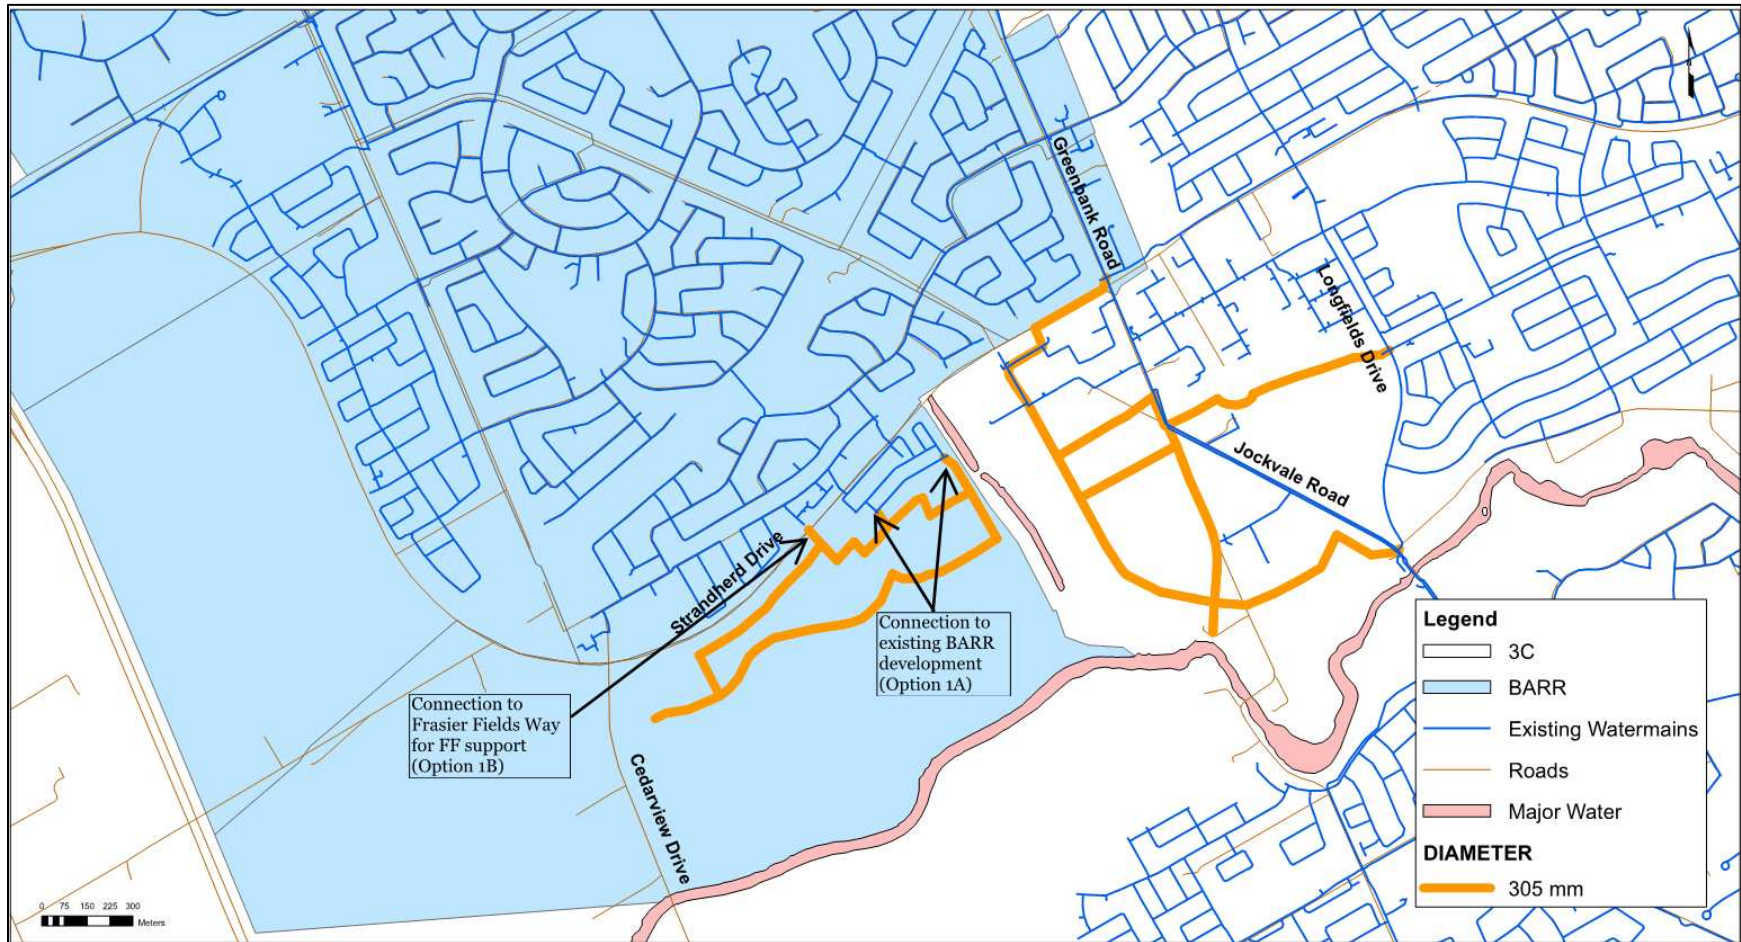 Greenbank Road
Longfields Drive
Jockvale Road
Strandherd Drive
Connection to
existing BARR
development
(Option 1A)
Connection to
Frasier Fields Way
for FF support
(Option 1B)
Cedarview Drive
Legend
3C
BARR
Existing Watermains
Roads
Major Water
DIAMETER
305 mm
0 75 150 225 300
Meters